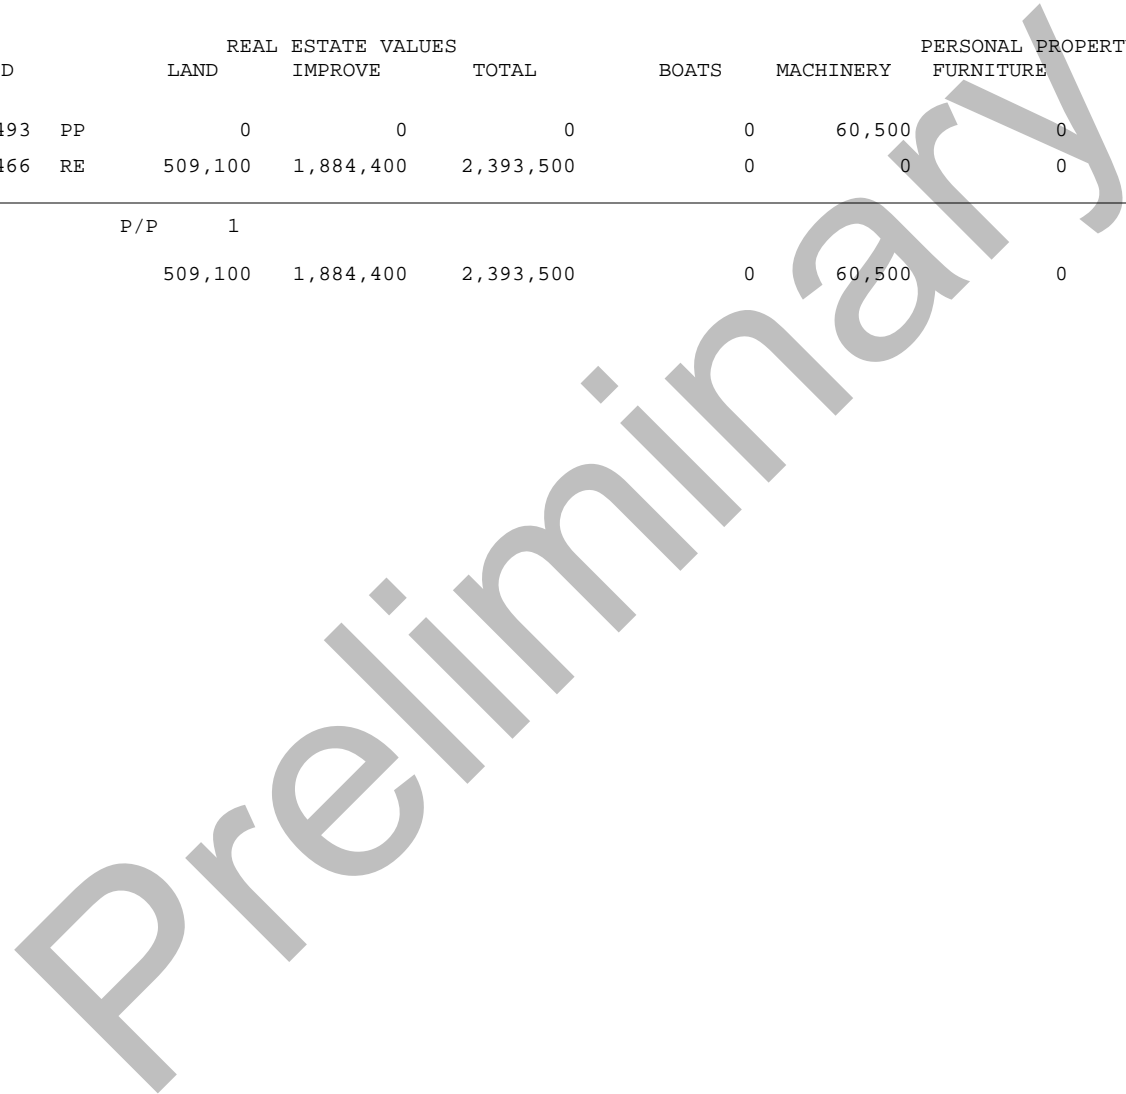 REAL ESTATE VALUES PERSONAL PROPERT
D LAND IMPROVE TOTAL BOATS MACHINERY FURNITURE
493 PP 0 0 0 0 60,500 0
466 RE 509,100 1,884,400 2,393,500 0 0 0
P/P 1
509,100 1,884,400 2,393,500 0 60,500 0
Preliminary